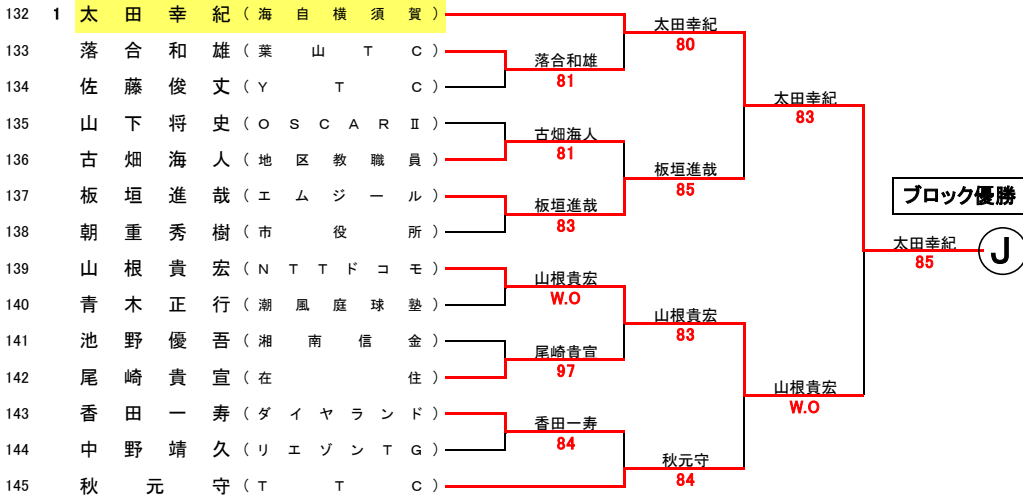 132 1 太田幸紀(海自横須賀)
太田幸紀
80
133 落合和雄(葉山TC)
落合和雄
81
134 佐藤俊丈(YTC)
太田幸紀
83
135 山下将史(OSCARⅡ)
古畑海人
81
136 古畑海人(地区教職員)
板垣進哉
85
137 板垣進哉(エムジール)
板垣進哉
83
ブロック優勝
138 朝重秀樹(市役所)
太田幸紀
85
J
139 山根貴宏(NTTドコモ)
山根貴宏
W.O
140 青木正行(潮風庭球塾)
山根貴宏
83
141 池野優吾(湘南信金)
尾崎貴宣
97
142 尾崎貴宣(在住)
山根貴宏
W.O
143 香田一寿(ダイヤランド)
香田一寿
84
144 中野靖久(リエゾンTG)
秋元守
84
145 秋元守(TTC)